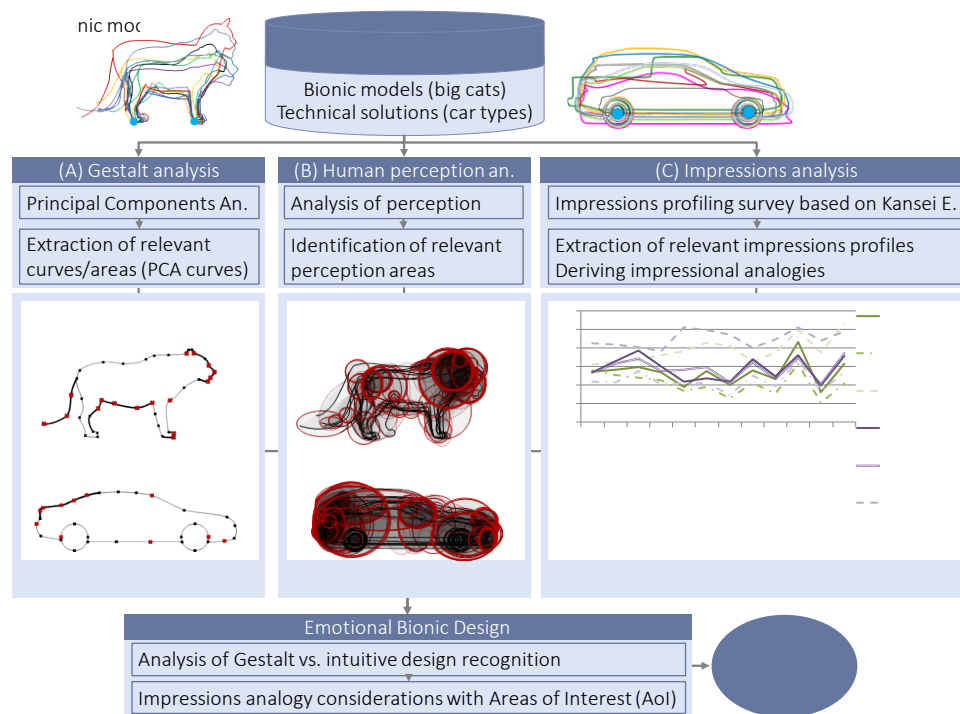 nic mo
Bionic models (big cats)
Technical solutions (car types)
(A) Gestalt analysis
(B) Human perception an.
(C) Impressions analysis
Principal Components An.
Analysis of perception
Impressions profiling survey based on Kansei E.
Extraction of relevant
curves/areas (PCA curves)
Identification of relevant
perception areas
Extraction of relevant impressions profiles
Deriving impressional analogies
Emotional Bionic Design
Analysis of Gestalt vs. intuitive design recognition
Impressions analogy considerations with Areas of Interest (AoI)